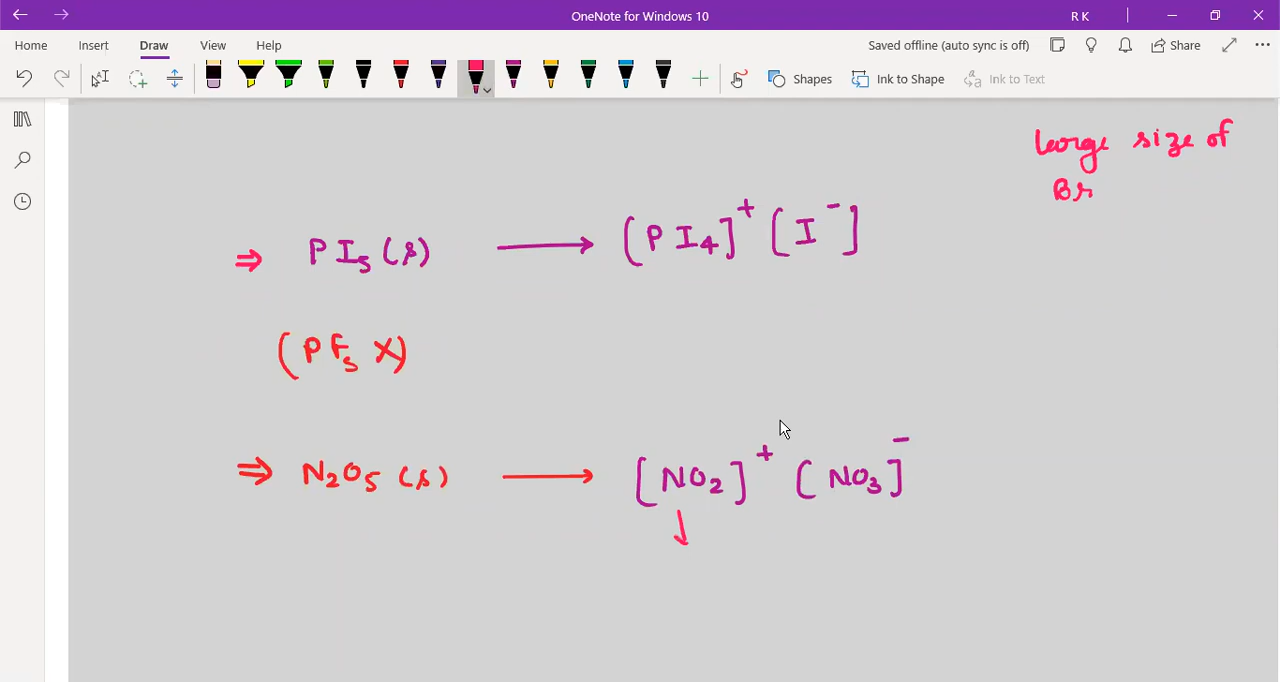 OneNote for Windows 10
R K
Home Insert Draw View Help
Saved offline (auto sync is off)
Share
Shapes
Ink to Shape
Ink to Text
large size of
Br
⇒ PI₅(s) ⟶ [PI₄]⁺ [I⁻]
(PF₅ X)
⇒ N₂O₅(s) ⟶ [NO₂]⁺ [NO₃]⁻
↓